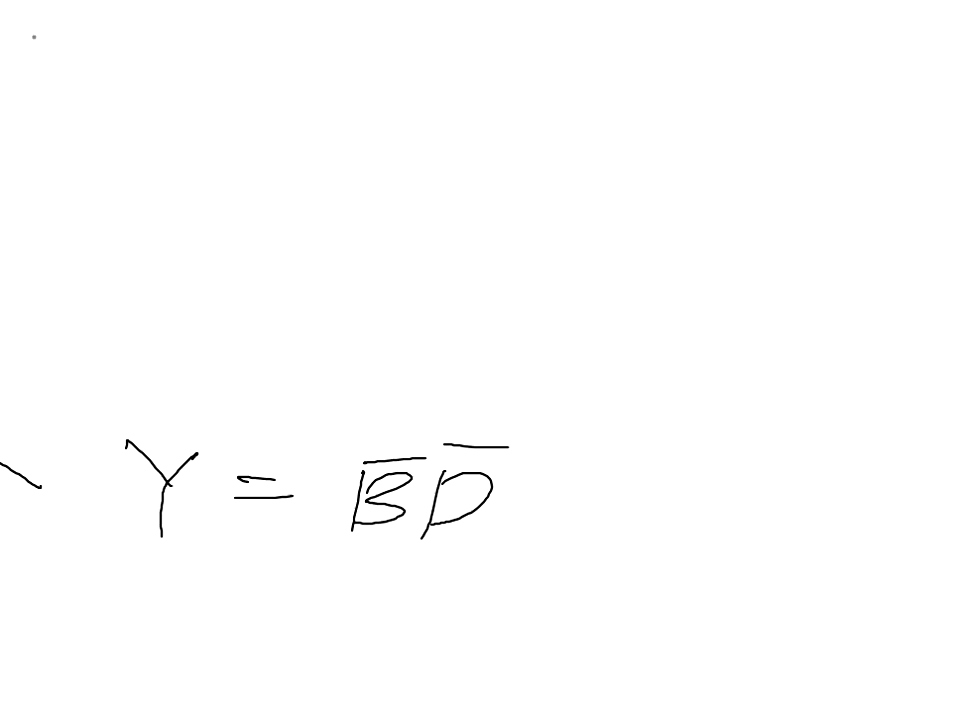 Y = B̅ D̅